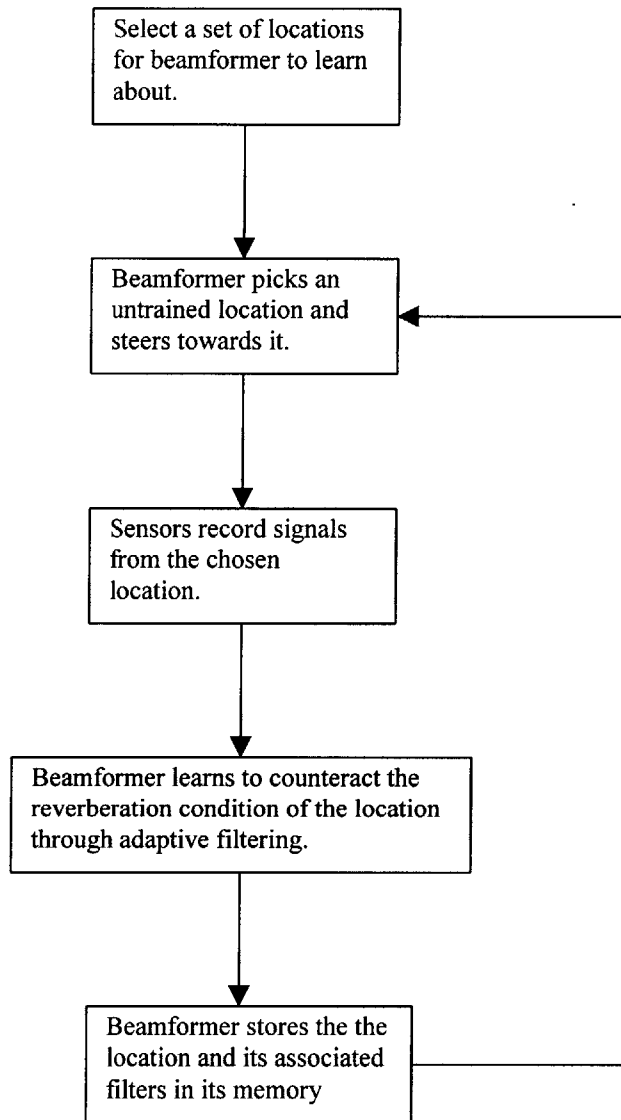 Select a set of locations
for beamformer to learn
about.
Beamformer picks an
untrained location and
steers towards it.
Sensors record signals
from the chosen
location.
Beamformer learns to counteract the
reverberation condition of the location
through adaptive filtering.
Beamformer stores the the
location and its associated
filters in its memory